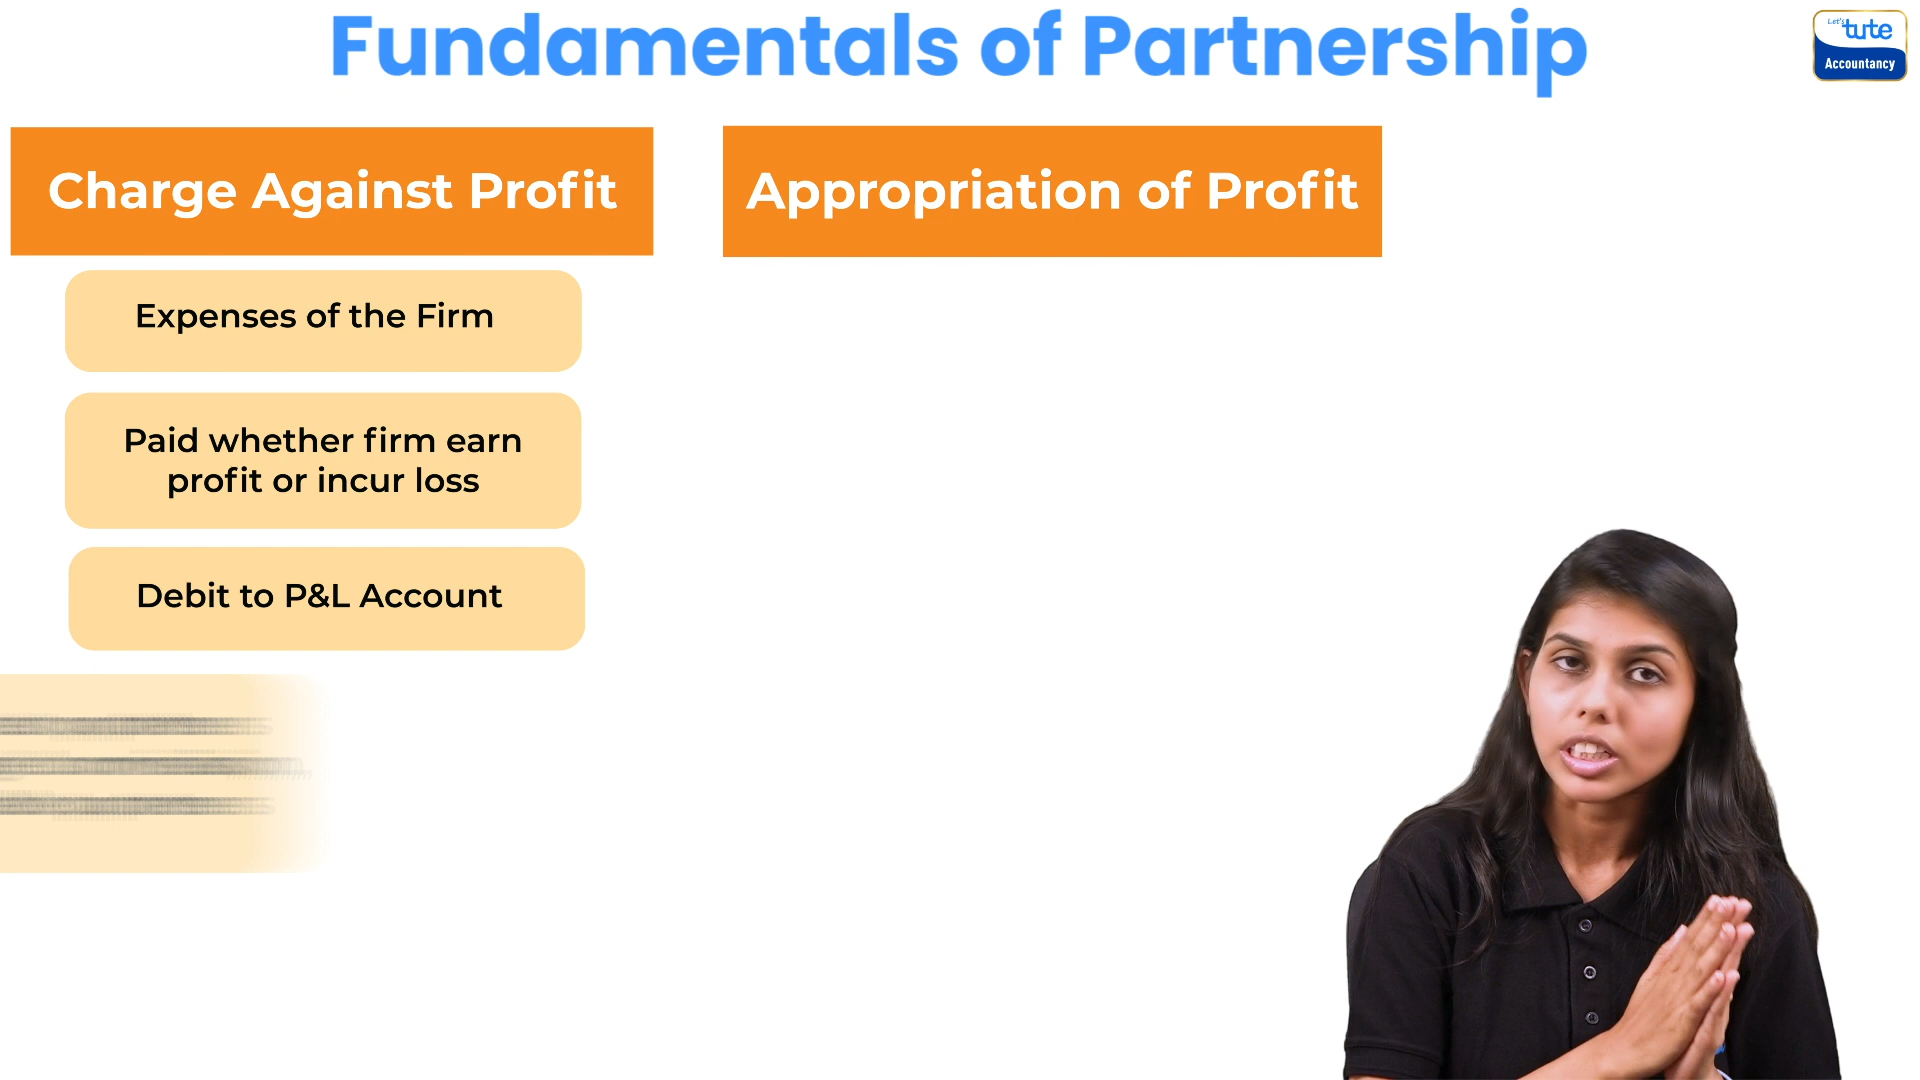 Fundamentals of Partnership
Let's
tute
Accountancy
Charge Against Profit
Appropriation of Profit
Expenses of the Firm
Paid whether firm earn
profit or incur loss
Debit to P&L Account